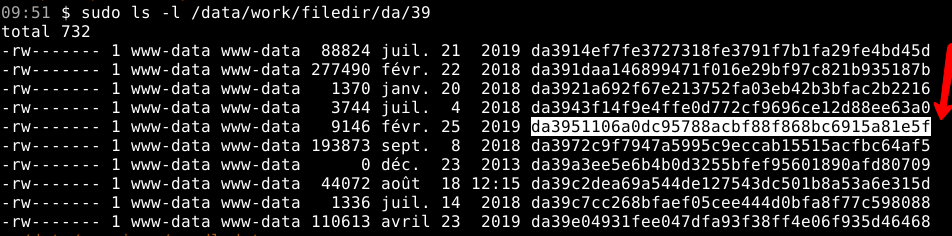 09:51 $ sudo ls -l /data/work/filedir/da/39
total 732
-rw------- 1 www-data www-data  88824 juil. 21  2019 da3914ef7fe3727318fe3791f7b1fa29fe4bd45d
-rw------- 1 www-data www-data 277490 févr. 22  2018 da391daa146899471f016e29bf97c821b935187b
-rw------- 1 www-data www-data   1370 janv. 20  2018 da3921a692f67e213752fa03eb42b3bfac2b2216
-rw------- 1 www-data www-data   3744 juil.  4  2018 da3943f14f9e4ffe0d772cf9696ce12d88ee63a0
-rw------- 1 www-data www-data   9146 févr. 25  2019 da3951106a0dc95788acbf88f868bc6915a81e5f
-rw------- 1 www-data www-data 193873 sept.  8  2018 da3972c9f7947a5995c9eccab15515acfbc64af5
-rw------- 1 www-data www-data      0 déc.  23  2013 da39a3ee5e6b4b0d3255bfef95601890afd80709
-rw------- 1 www-data www-data  44072 août  18 12:15 da39c2dea69a544de127543dc501b8a53a6e315d
-rw------- 1 www-data www-data   1336 juil. 14  2018 da39c7cc268bfaef05cee444d0bfa8f77c598088
-rw------- 1 www-data www-data 110613 avril 23  2019 da39e04931fee047dfa93f38ff4e06f935d46468